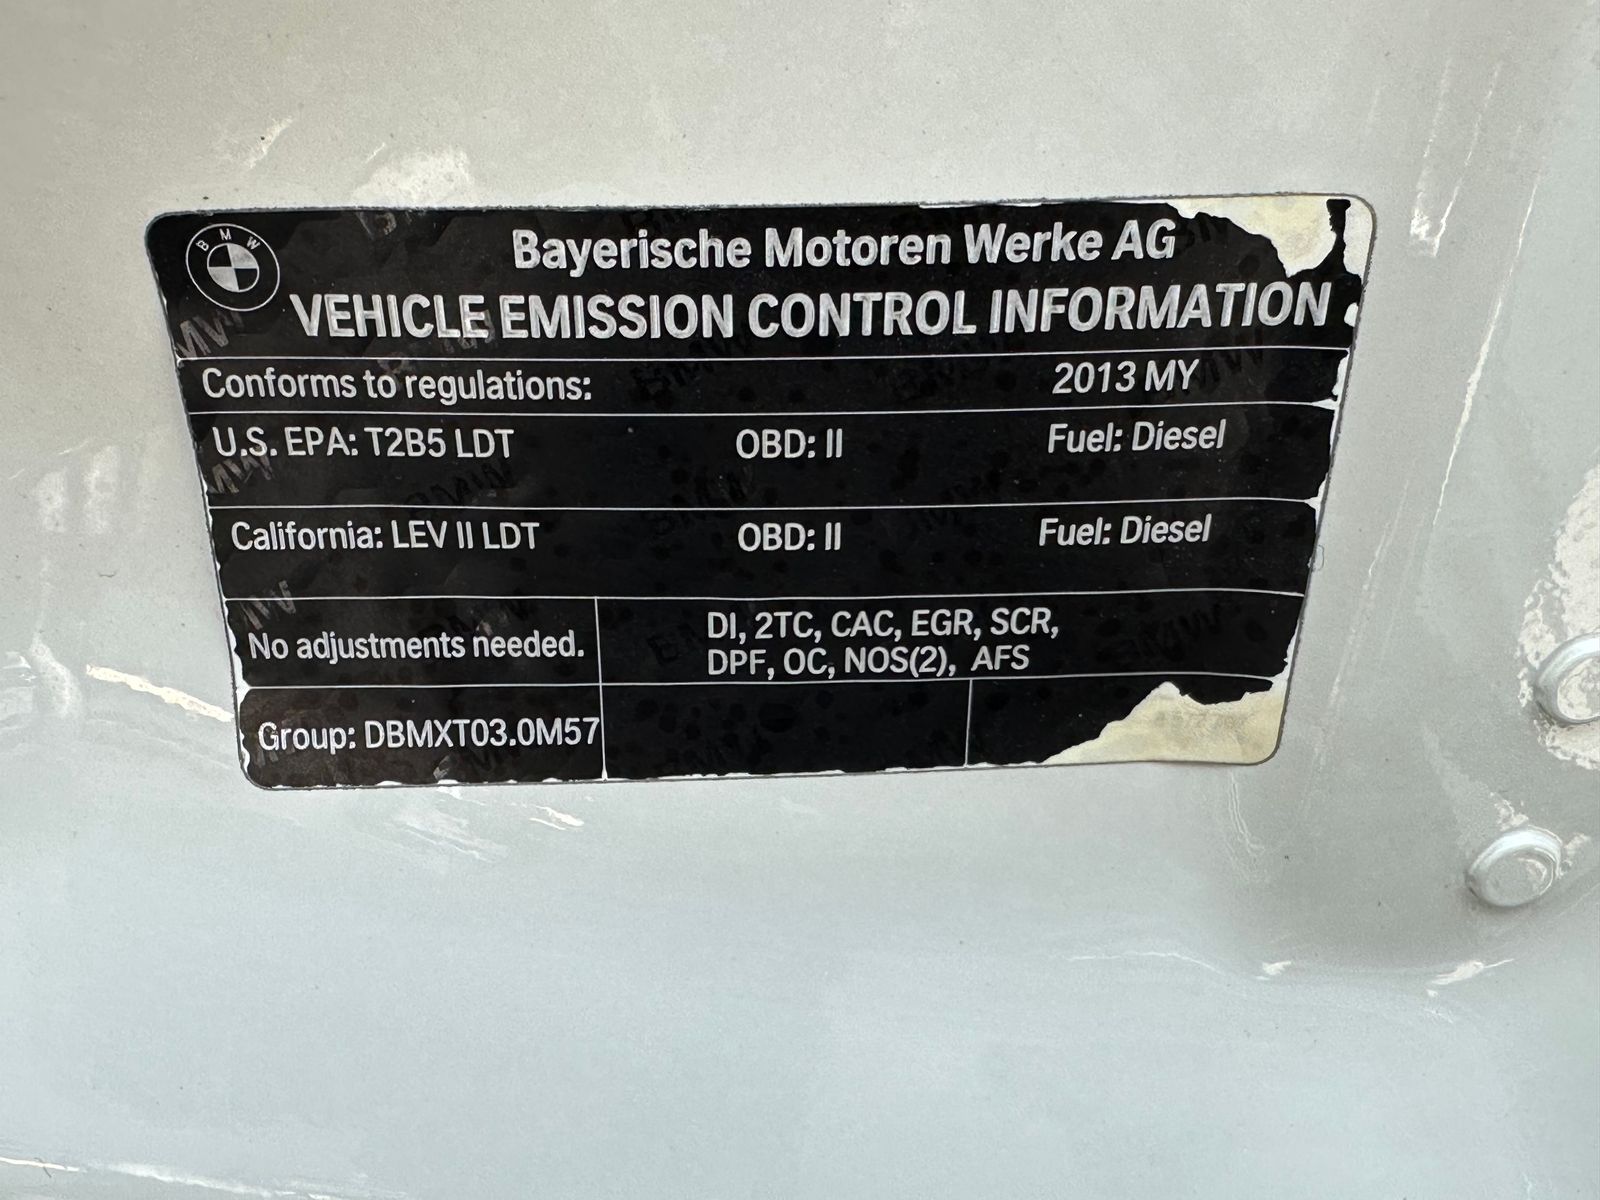 BMW
Bayerische Motoren Werke AG
VEHICLE EMISSION CONTROL INFORMATION
Conforms to regulations: 2013 MY
U.S. EPA: T2B5 LDT OBD: II Fuel: Diesel
California: LEV II LDT OBD: II Fuel: Diesel
No adjustments needed. DI, 2TC, CAC, EGR, SCR,
DPF, OC, NOS(2), AFS
Group: DBMXT03.0M57